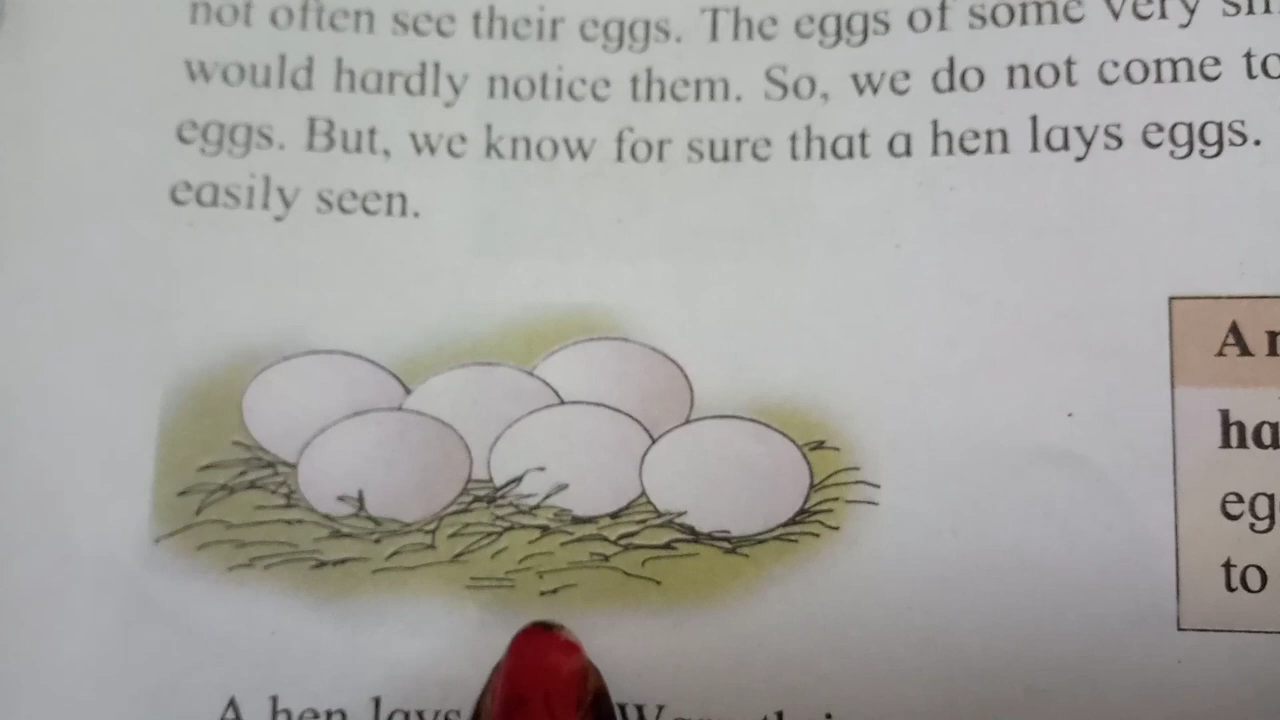 not often see their eggs. The eggs of some very
would hardly notice them. So, we do not come to
eggs. But, we know for sure that a hen lays eggs.
easily seen.
A
ha
eg
to
A hen lays